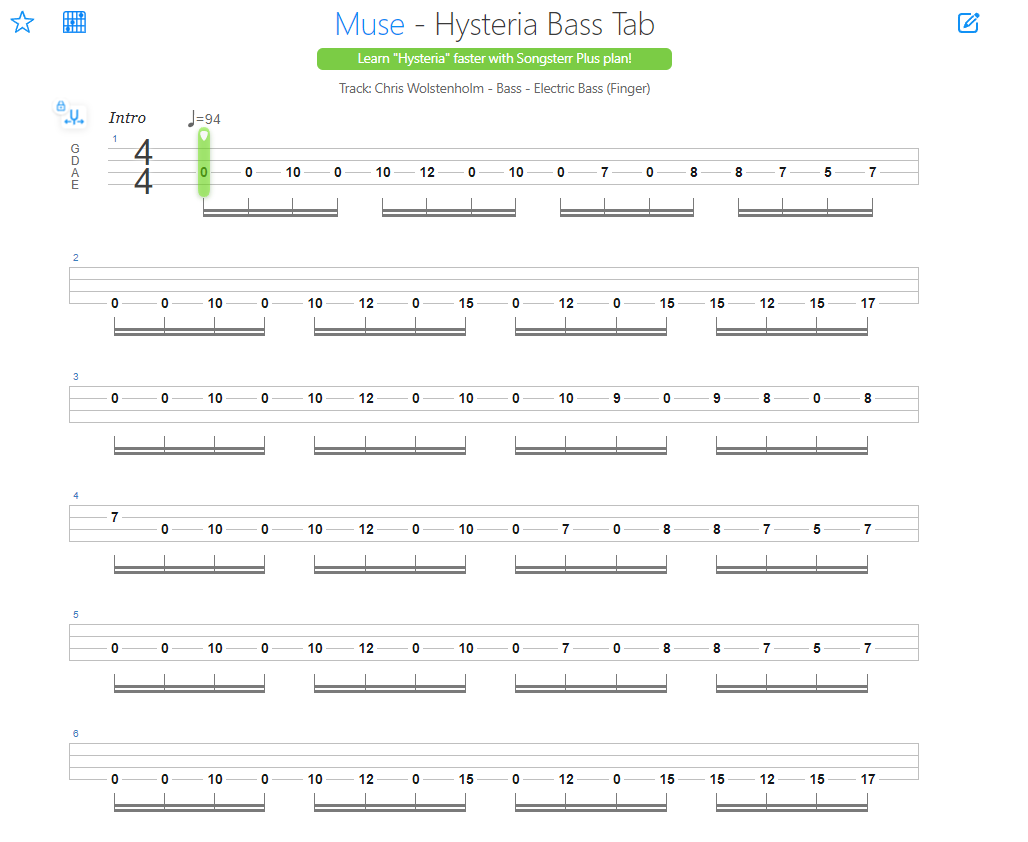 Muse - Hysteria Bass Tab
Learn "Hysteria" faster with Songsterr Plus plan!
Track: Chris Wolstenholm - Bass - Electric Bass (Finger)
Intro ♩=94
1
4
4
G
D
A
E
0 0 10 0 10 12 0 10 0 7 0 8 8 7 5 7
2
0 0 10 0 10 12 0 15 0 12 0 15 15 12 15 17
3
0 0 10 0 10 12 0 10 0 10 9 0 9 8 0 8
4
7 0 10 0 10 12 0 10 0 7 0 8 8 7 5 7
5
0 0 10 0 10 12 0 10 0 7 0 8 8 7 5 7
6
0 0 10 0 10 12 0 15 0 12 0 15 15 12 15 17